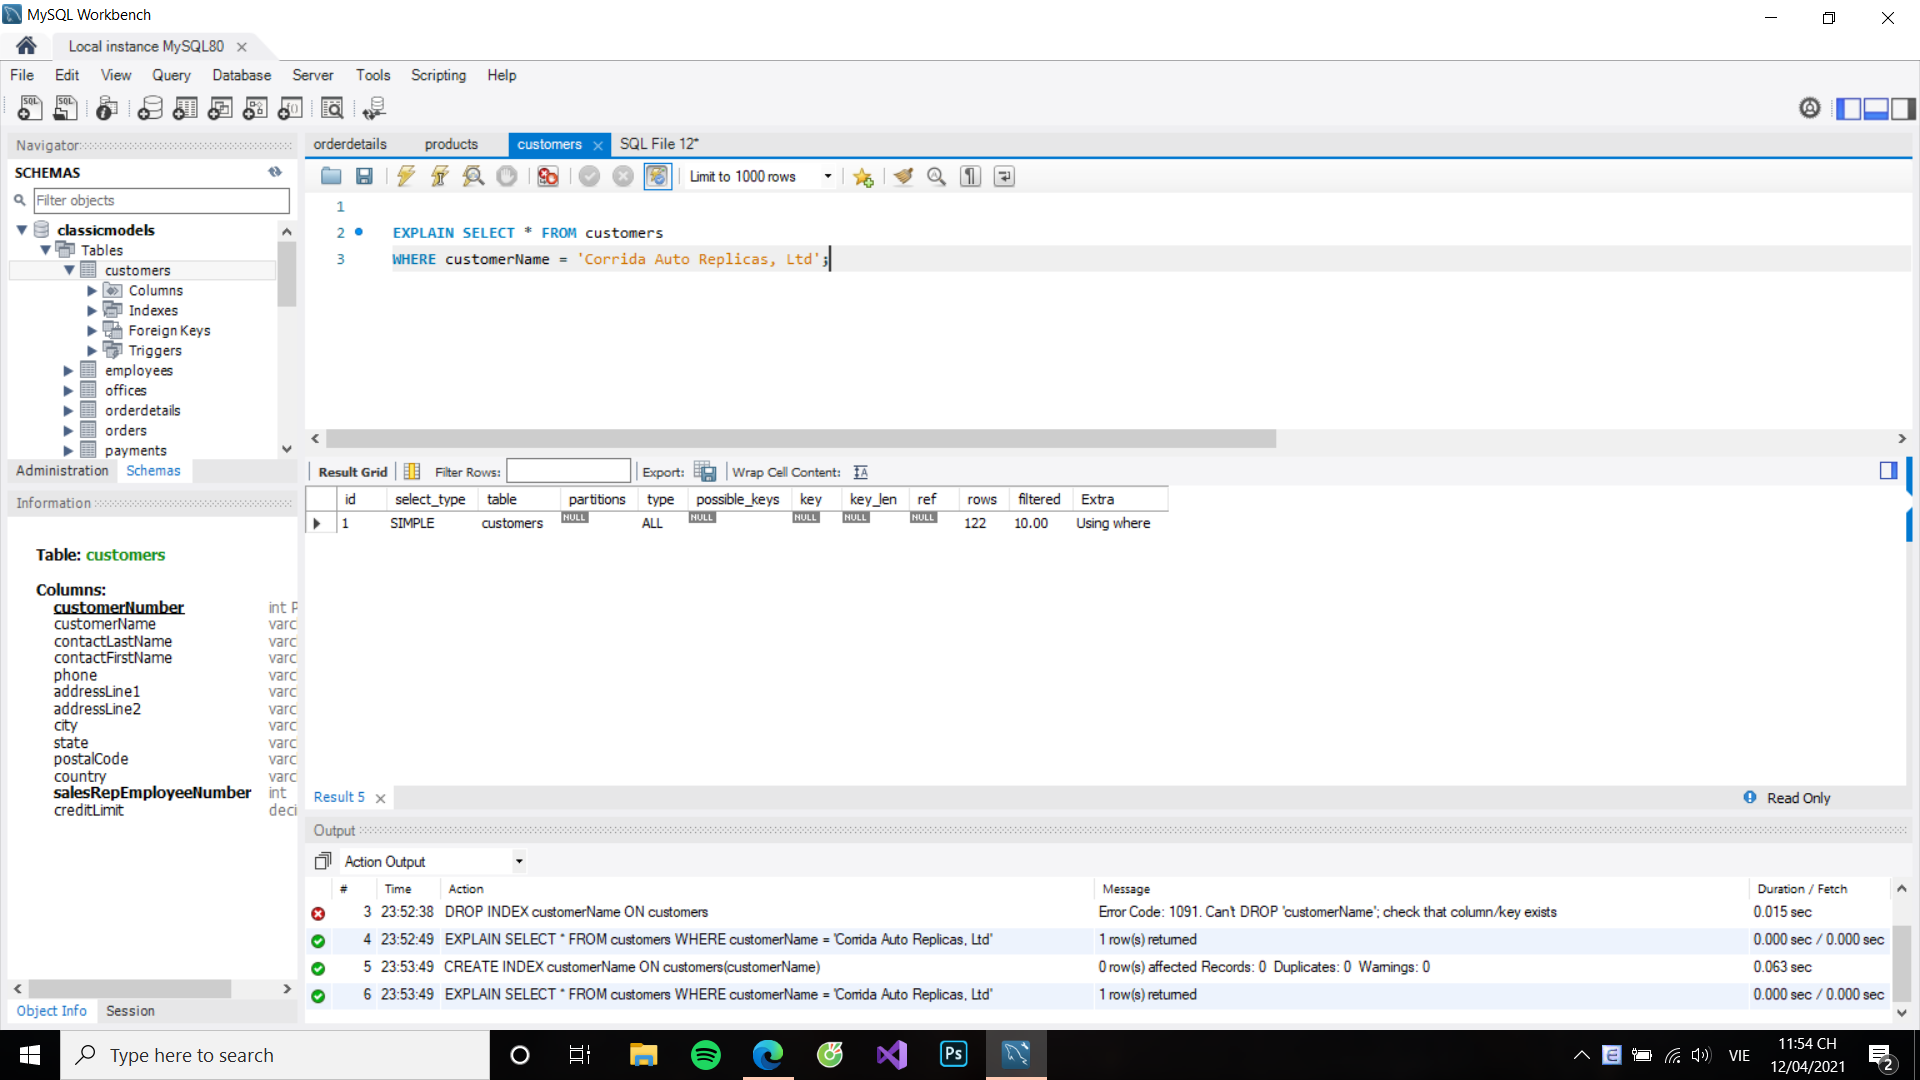 MySQL Workbench
Local instance MySQL80
File Edit View Query Database Server Tools Scripting Help
Navigator
SCHEMAS
Filter objects
classicmodels
Tables
customers
Columns
Indexes
Foreign Keys
Triggers
employees
offices
orderdetails
orders
payments
Administration Schemas
Information
Table: customers
Columns:
customerNumber int P
customerName varc
contactLastName varc
contactFirstName varc
phone varc
addressLine1 varc
addressLine2 varc
city varc
state varc
postalCode varc
country varc
salesRepEmployeeNumber int
creditLimit deci
Object Info Session
orderdetails products customers SQL File 12*
Limit to 1000 rows
1
2 EXPLAIN SELECT * FROM customers
3 WHERE customerName = 'Corrida Auto Replicas, Ltd';
Result Grid Filter Rows: Export: Wrap Cell Content:
id select_type table partitions type possible_keys key key_len ref rows filtered Extra
1 SIMPLE customers NULL ALL NULL NULL NULL NULL 122 10.00 Using where
Result 5 Read Only
Output
Action Output
# Time Action Message Duration / Fetch
3 23:52:38 DROP INDEX customerName ON customers Error Code: 1091. Can't DROP 'customerName'; check that column/key exists 0.015 sec
4 23:52:49 EXPLAIN SELECT * FROM customers WHERE customerName = 'Corrida Auto Replicas, Ltd' 1 row(s) returned 0.000 sec / 0.000 sec
5 23:53:49 CREATE INDEX customerName ON customers(customerName) 0 row(s) affected Records: 0 Duplicates: 0 Warnings: 0 0.063 sec
6 23:53:49 EXPLAIN SELECT * FROM customers WHERE customerName = 'Corrida Auto Replicas, Ltd' 1 row(s) returned 0.000 sec / 0.000 sec
Type here to search
Ps
E
VIE
11:54 CH
12/04/2021
2